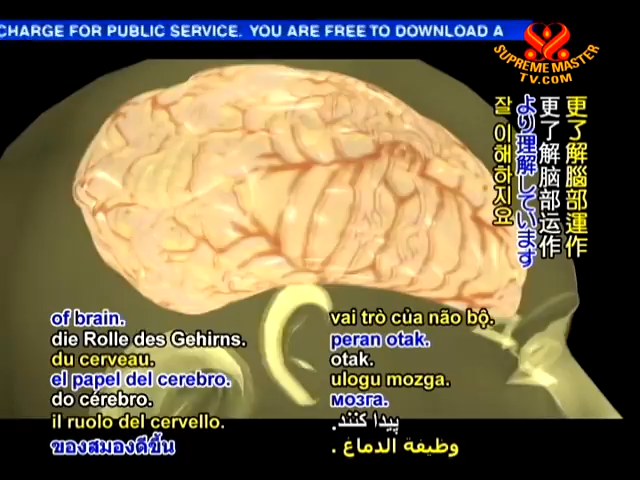 CHARGE FOR PUBLIC SERVICE. YOU ARE FREE TO DOWNLOAD A
SUPREME MASTER
TV.COM
更了解腦部運作
更了解脑部运作
より理解しています
잘 이해하지요
of brain.
die Rolle des Gehirns.
du cerveau.
el papel del cerebro.
do cérebro.
il ruolo del cervello.
ของสมองดีขึ้น
vai trò của não bộ.
peran otak.
otak.
ulogu mozga.
мозга.
پیدا کنند.
وظيفة الدماغ .